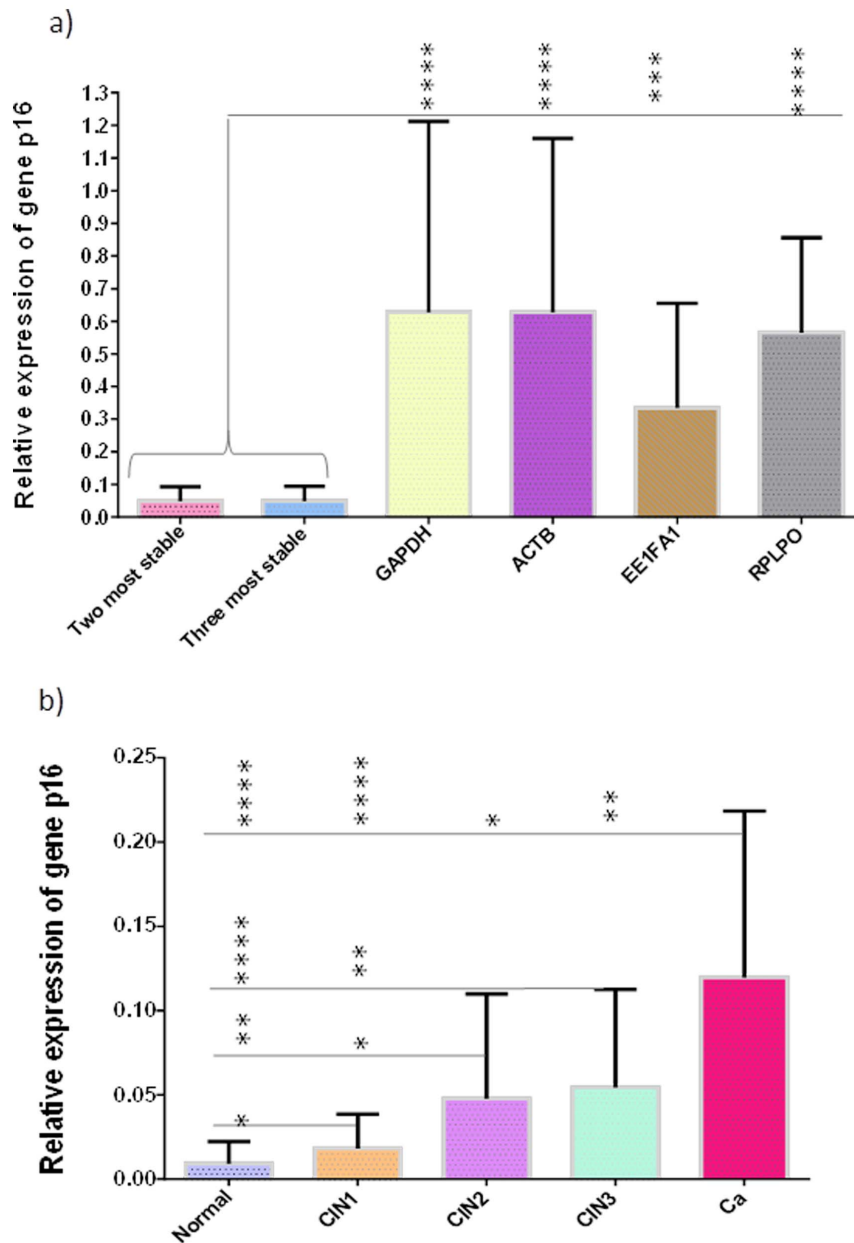 a)
**** **** *** ****
Relative expression of gene p16
1.3
1.2
1.1
1.0
0.9
0.8
0.7
0.6
0.5
0.4
0.3
0.2
0.1
0.0
Two most stable
Three most stable
GAPDH
ACTB
EE1FA1
RPLPO
b)
Relative expression of gene p16
0.25
0.20
0.15
0.10
0.05
0.00
**** **** * **
**** **
** *
*
Normal
CIN1
CIN2
CIN3
Ca